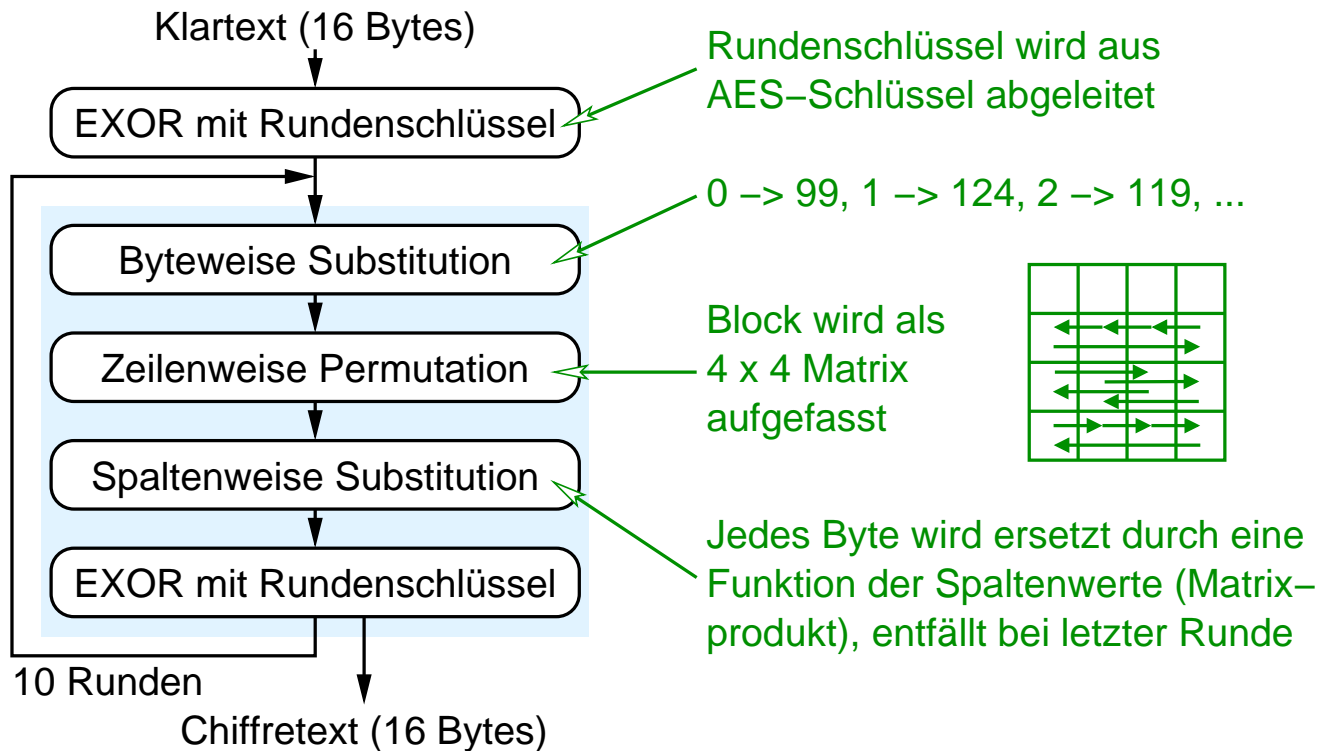 Klartext (16 Bytes)
EXOR mit Rundenschlüssel
Rundenschlüssel wird aus
AES–Schlüssel abgeleitet
Byteweise Substitution
0 –> 99, 1 –> 124, 2 –> 119, ...
Zeilenweise Permutation
Block wird als
4 x 4 Matrix
aufgefasst
Spaltenweise Substitution
EXOR mit Rundenschlüssel
Jedes Byte wird ersetzt durch eine
Funktion der Spaltenwerte (Matrix–
produkt), entfällt bei letzter Runde
10 Runden
Chiffretext (16 Bytes)